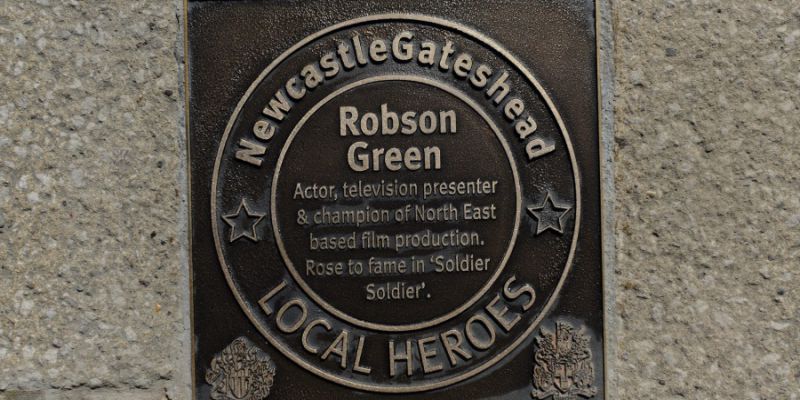 NewcastleGateshead
Robson
Green
Actor, television presenter
& champion of North East
based film production.
Rose to fame in ‘Soldier
Soldier’.
LOCAL HEROES